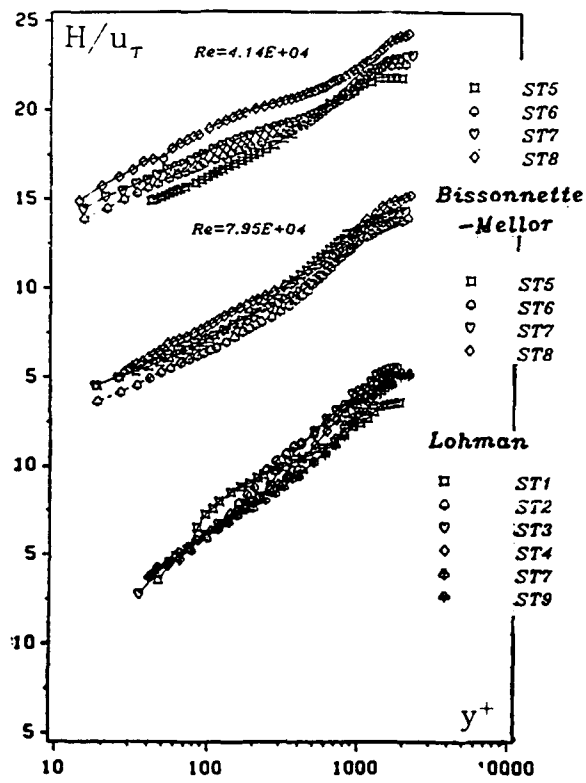 H/u_τ
25
20
15
10
5
10
5
10
5
Re=4.14E+04
ST5
ST6
ST7
ST8
Bissonnette
-Mellor
Re=7.95E+04
ST5
ST6
ST7
ST8
Lohman
ST1
ST2
ST3
ST4
ST7
ST9
y+
10
100
1000
10000